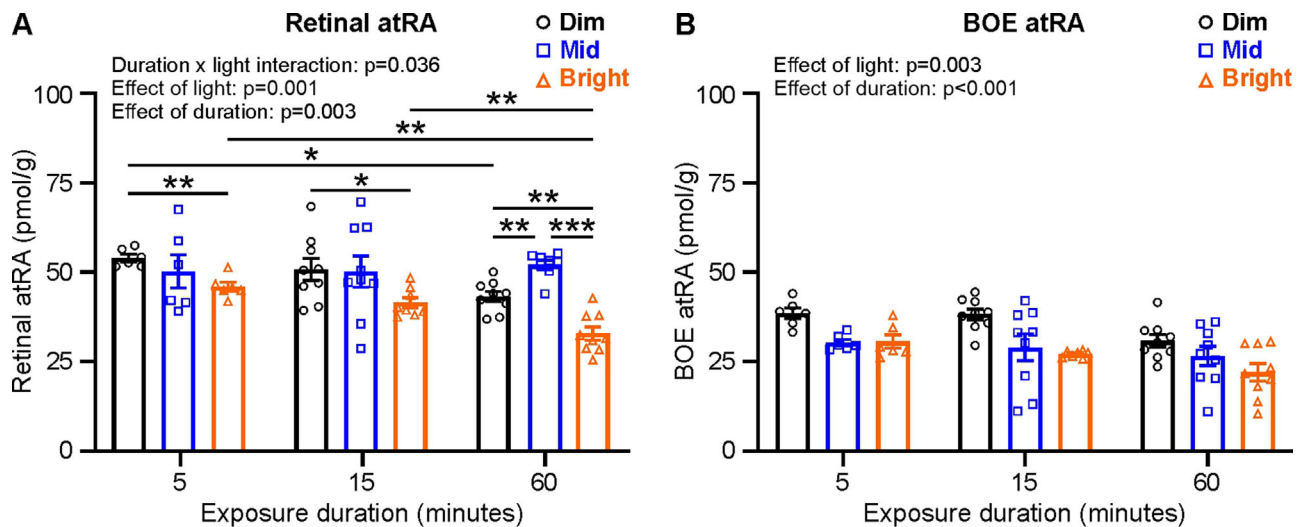 A
Retinal atRA
Dim
Mid
Bright
Duration x light interaction: p=0.036
Effect of light: p=0.001
Effect of duration: p=0.003
**
**
*
**
*
**
** ***
100
75
50
25
0
Retinal atRA (pmol/g)
5 15 60
Exposure duration (minutes)
B
BOE atRA
Dim
Mid
Bright
Effect of light: p=0.003
Effect of duration: p<0.001
100
75
50
25
0
BOE atRA (pmol/g)
5 15 60
Exposure duration (minutes)